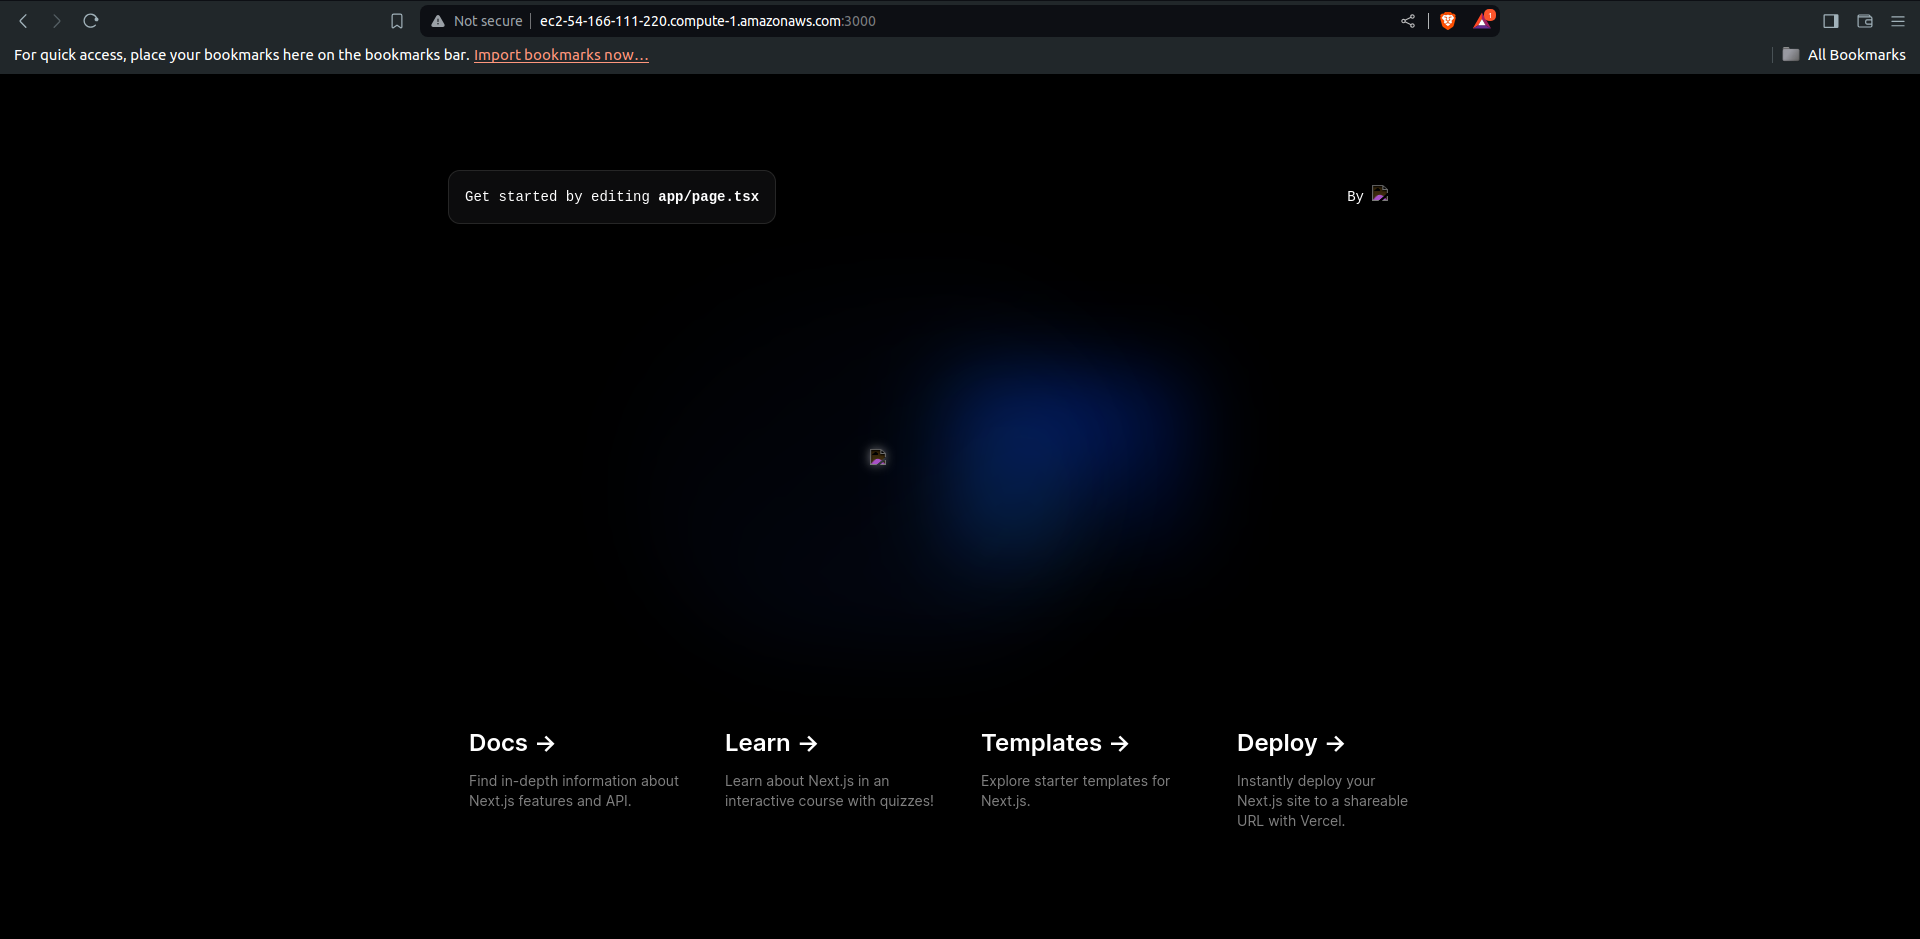 Not secure ec2-54-166-111-220.compute-1.amazonaws.com:3000 1
For quick access, place your bookmarks here on the bookmarks bar. Import bookmarks now... All Bookmarks
Get started by editing app/page.tsx
By
Docs →
Find in-depth information about
Next.js features and API.
Learn →
Learn about Next.js in an
interactive course with quizzes!
Templates →
Explore starter templates for
Next.js.
Deploy →
Instantly deploy your
Next.js site to a shareable
URL with Vercel.